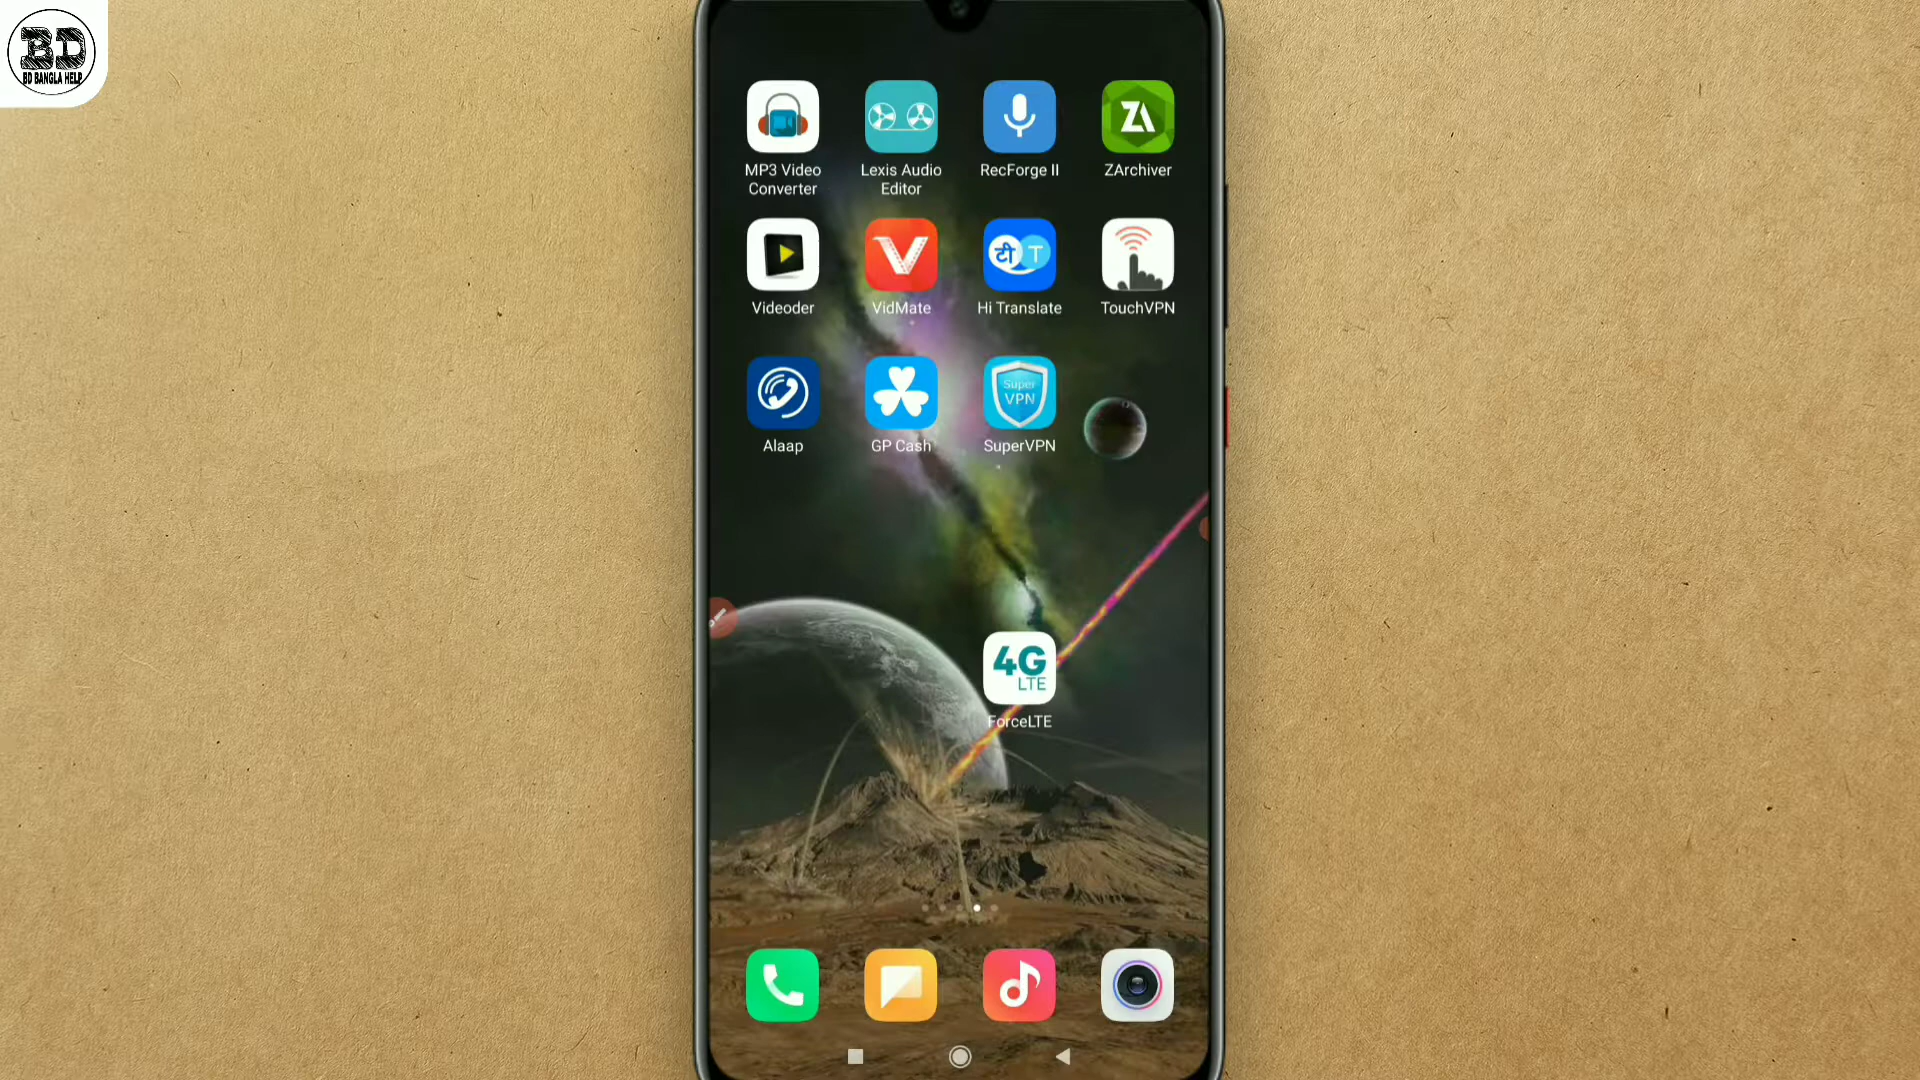 BD
BD BANGLA HELP
MP3 Video Converter
Lexis Audio Editor
RecForge II
ZArchiver
Videoder
VidMate
टी T
Hi Translate
TouchVPN
Alaap
GP Cash
Super
VPN
SuperVPN
4G
LTE
ForceLTE
ZA